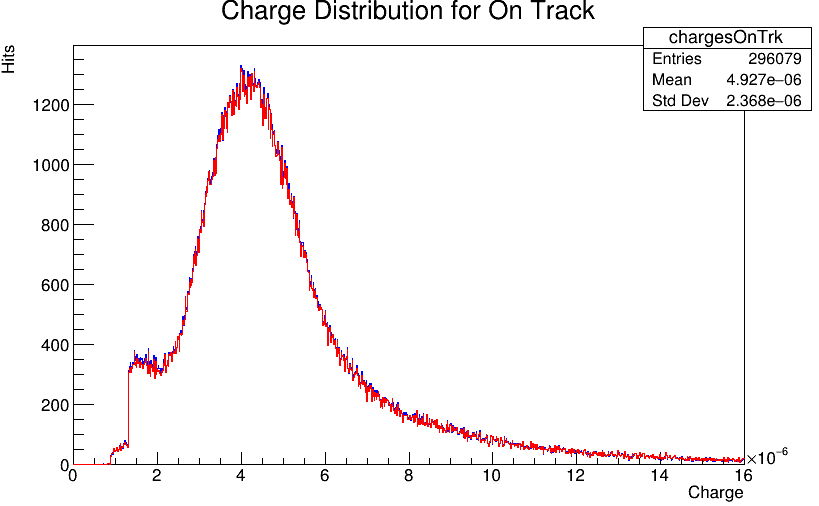 Charge Distribution for On Track
Hits
chargesOnTrk
Entries 296079
Mean 4.927e−06
Std Dev 2.368e−06
1200
1000
800
600
400
200
0
0 2 4 6 8 10 12 14 16
×10−6
Charge